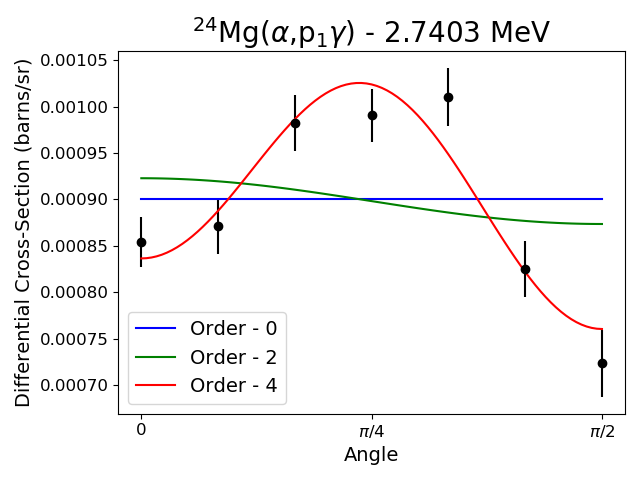 ²⁴Mg(α,p₁γ) - 2.7403 MeV
Differential Cross-Section (barns/sr)
0.00105
0.00100
0.00095
0.00090
0.00085
0.00080
0.00075
0.00070
Order - 0
Order - 2
Order - 4
0 π/4 π/2
Angle